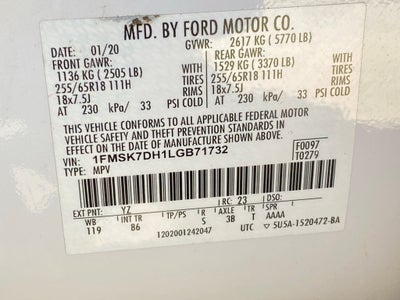 MFD. BY FORD MOTOR CO.
DATE: 01/20 GVWR: 2617 KG ( 5770 LB)
FRONT GAWR: REAR GAWR:
1136 KG ( 2505 LB) 1529 KG ( 3370 LB)
255/65R18 111H TIRES 255/65R18 111H TIRES
18x7.5J RIMS 18x7.5J RIMS
AT 230 kPa/ 33 PSI COLD AT 230 kPa/ 33 PSI COLD
THIS VEHICLE CONFORMS TO ALL APPLICABLE FEDERAL MOTOR
VEHICLE SAFETY AND THEFT PREVENTION STANDARDS IN
EFFECT ON THE DATE OF MANUFACTURE SHOWN ABOVE.
VIN: 1FMSK7DH1LGB71732 F0097
TYPE: MPV T0279
EXT PNT: YZ RC: 23 DSO:
WB INT TR TP/PS R AXLE TR AAAA
119 86 S 3B T
1202001242047 UTC ▼5U5A-1520472-BA